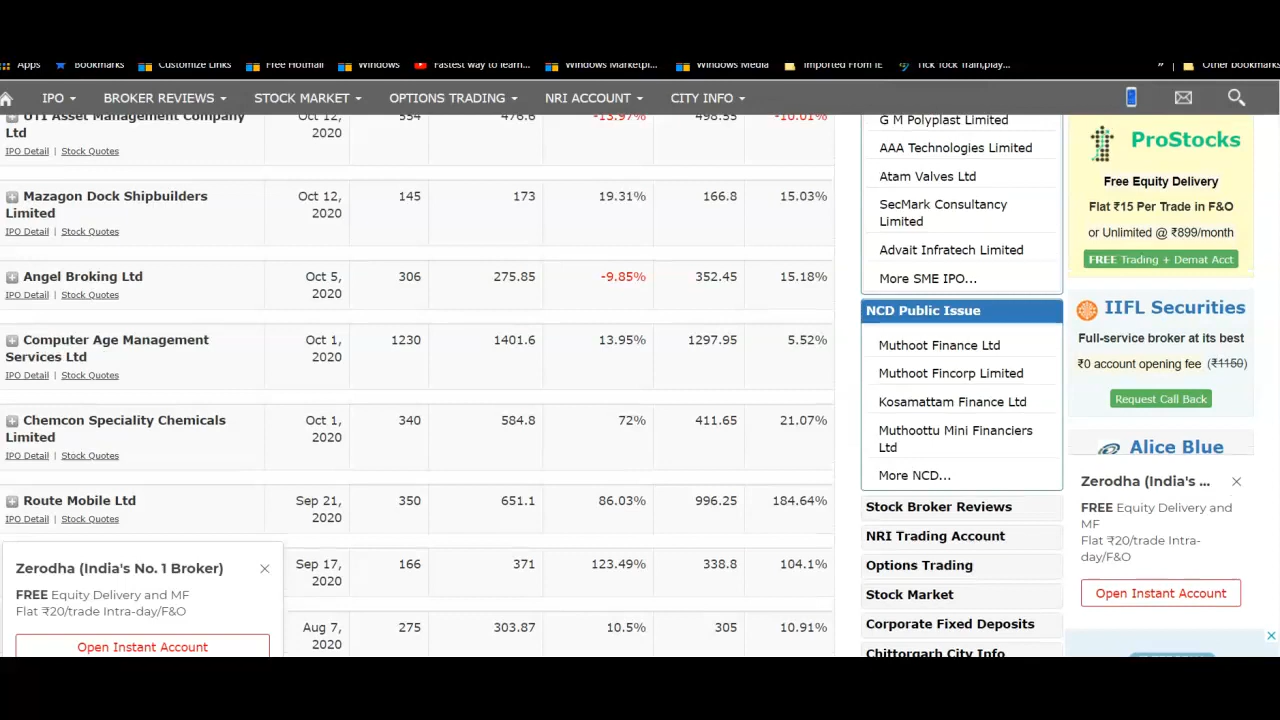 Apps Bookmarks Customize Links Free Hotmail Windows Fastest way to learn... Windows Marketpl... Windows Media Imported From IE Tick Tock Train,play... » Other bookmarks
IPO BROKER REVIEWS STOCK MARKET OPTIONS TRADING NRI ACCOUNT CITY INFO
UTI Asset Management Company Ltd
IPO Detail | Stock Quotes
Oct 12, 2020 554 476.6 -13.97% 498.55 -10.01%
Mazagon Dock Shipbuilders Limited
IPO Detail | Stock Quotes
Oct 12, 2020 145 173 19.31% 166.8 15.03%
Angel Broking Ltd
IPO Detail | Stock Quotes
Oct 5, 2020 306 275.85 -9.85% 352.45 15.18%
Computer Age Management Services Ltd
IPO Detail | Stock Quotes
Oct 1, 2020 1230 1401.6 13.95% 1297.95 5.52%
Chemcon Speciality Chemicals Limited
IPO Detail | Stock Quotes
Oct 1, 2020 340 584.8 72% 411.65 21.07%
Route Mobile Ltd
IPO Detail | Stock Quotes
Sep 21, 2020 350 651.1 86.03% 996.25 184.64%
Sep 17, 2020 166 371 123.49% 338.8 104.1%
Aug 7, 2020 275 303.87 10.5% 305 10.91%
Zerodha (India's No. 1 Broker)
FREE Equity Delivery and MF
Flat ₹20/trade Intra-day/F&O
Open Instant Account
G M Polyplast Limited
AAA Technologies Limited
Atam Valves Ltd
SecMark Consultancy
Limited
Advait Infratech Limited
More SME IPO...
NCD Public Issue
Muthoot Finance Ltd
Muthoot Fincorp Limited
Kosamattam Finance Ltd
Muthoottu Mini Financiers
Ltd
More NCD...
Stock Broker Reviews
NRI Trading Account
Options Trading
Stock Market
Corporate Fixed Deposits
Chittorgarh City Info
ProStocks
Free Equity Delivery
Flat ₹15 Per Trade in F&O
or Unlimited @ ₹899/month
FREE Trading + Demat Acct
IIFL Securities
Full-service broker at its best
₹0 account opening fee (₹1150)
Request Call Back
Alice Blue
Zerodha (India's ...
FREE Equity Delivery and
MF
Flat ₹20/trade Intra-
day/F&O
Open Instant Account